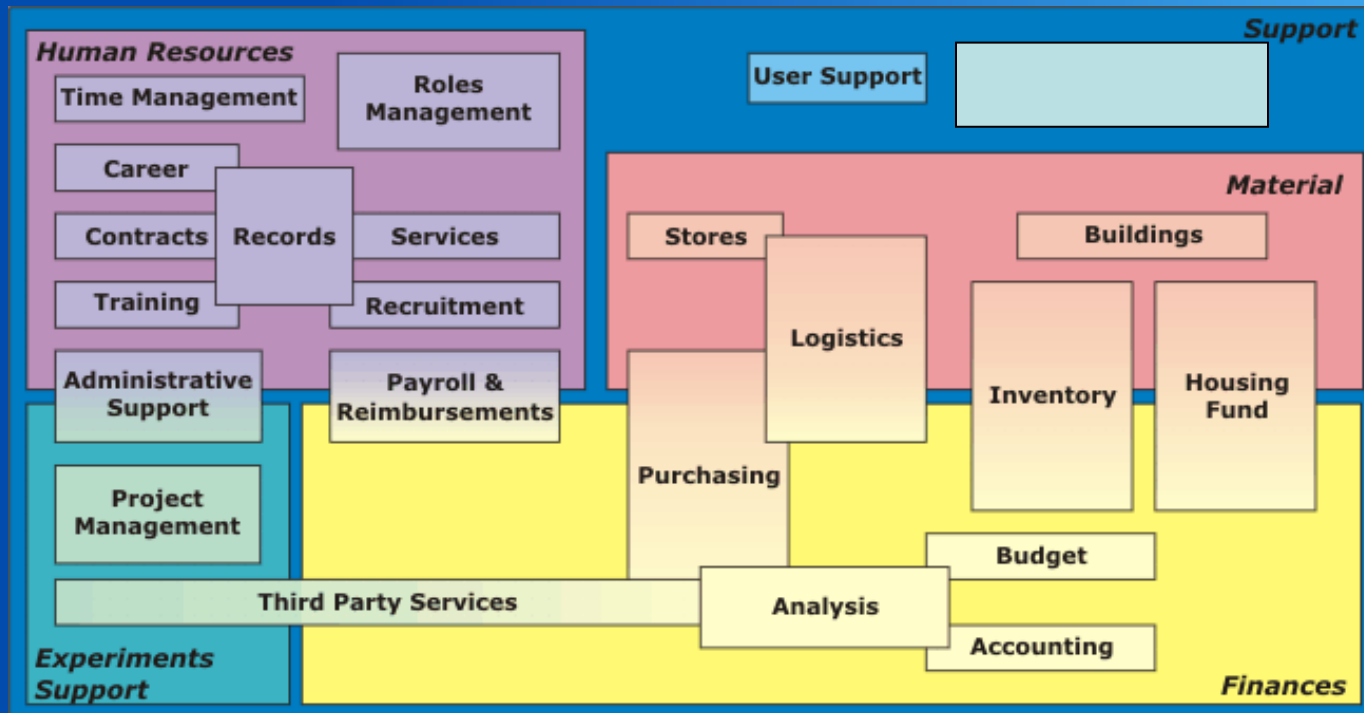 Human Resources
Time Management
Roles
Management
Career
Contracts
Records
Services
Training
Recruitment
Administrative
Support
Payroll &
Reimbursements
Support
User Support
Material
Stores
Buildings
Logistics
Inventory
Housing
Fund
Purchasing
Project
Management
Third Party Services
Analysis
Budget
Accounting
Experiments
Support
Finances